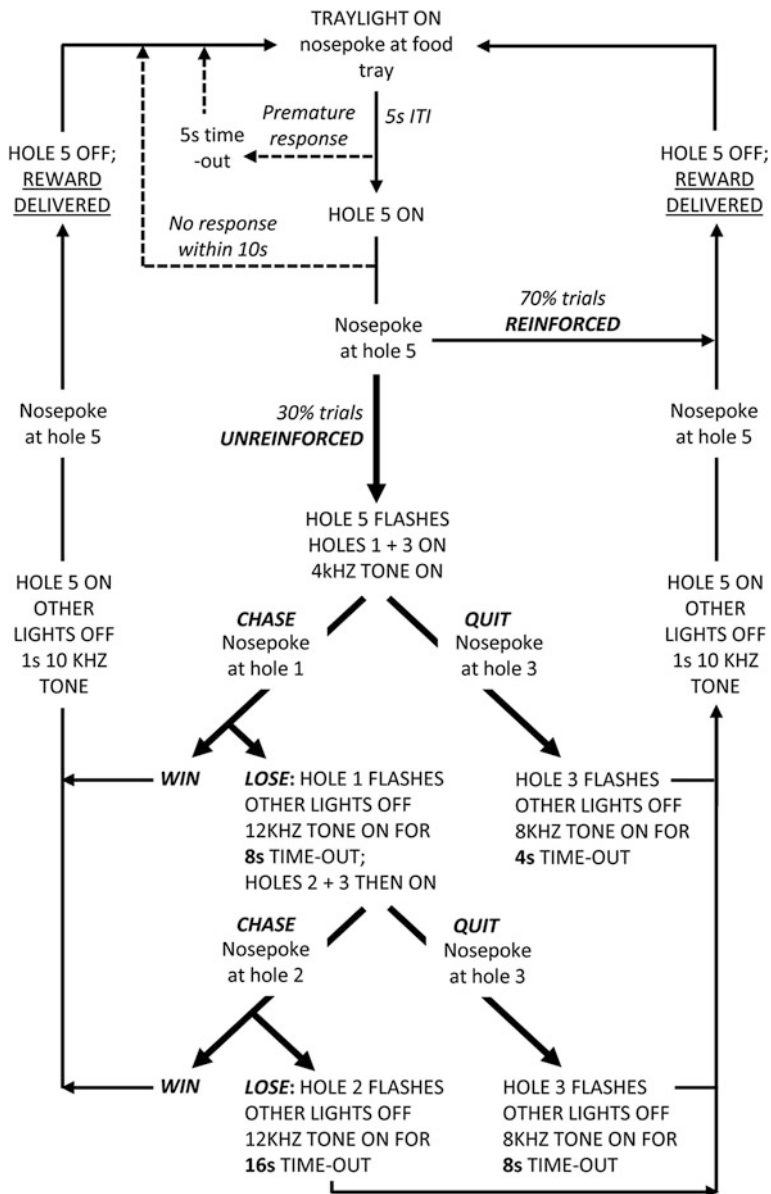 TRAYLIGHT ON
nosepoke at food
tray
Premature
response
5s ITI
5s time
-out
HOLE 5 OFF;
REWARD
DELIVERED
HOLE 5 OFF;
REWARD
DELIVERED
HOLE 5 ON
No response
within 10s
Nosepoke
at hole 5
70% trials
REINFORCED
Nosepoke
at hole 5
30% trials
UNREINFORCED
Nosepoke
at hole 5
HOLE 5 FLASHES
HOLES 1 + 3 ON
4kHZ TONE ON
HOLE 5 ON
OTHER
LIGHTS OFF
1s 10 KHZ
TONE
CHASE
Nosepoke
at hole 1
QUIT
Nosepoke
at hole 3
HOLE 5 ON
OTHER
LIGHTS OFF
1s 10 KHZ
TONE
WIN
LOSE: HOLE 1 FLASHES
OTHER LIGHTS OFF
12KHZ TONE ON FOR
8s TIME-OUT;
HOLES 2 + 3 THEN ON
HOLE 3 FLASHES
OTHER LIGHTS OFF
8KHZ TONE ON FOR
4s TIME-OUT
CHASE
Nosepoke
at hole 2
QUIT
Nosepoke
at hole 3
WIN
LOSE: HOLE 2 FLASHES
OTHER LIGHTS OFF
12KHZ TONE ON FOR
16s TIME-OUT
HOLE 3 FLASHES
OTHER LIGHTS OFF
8KHZ TONE ON FOR
8s TIME-OUT